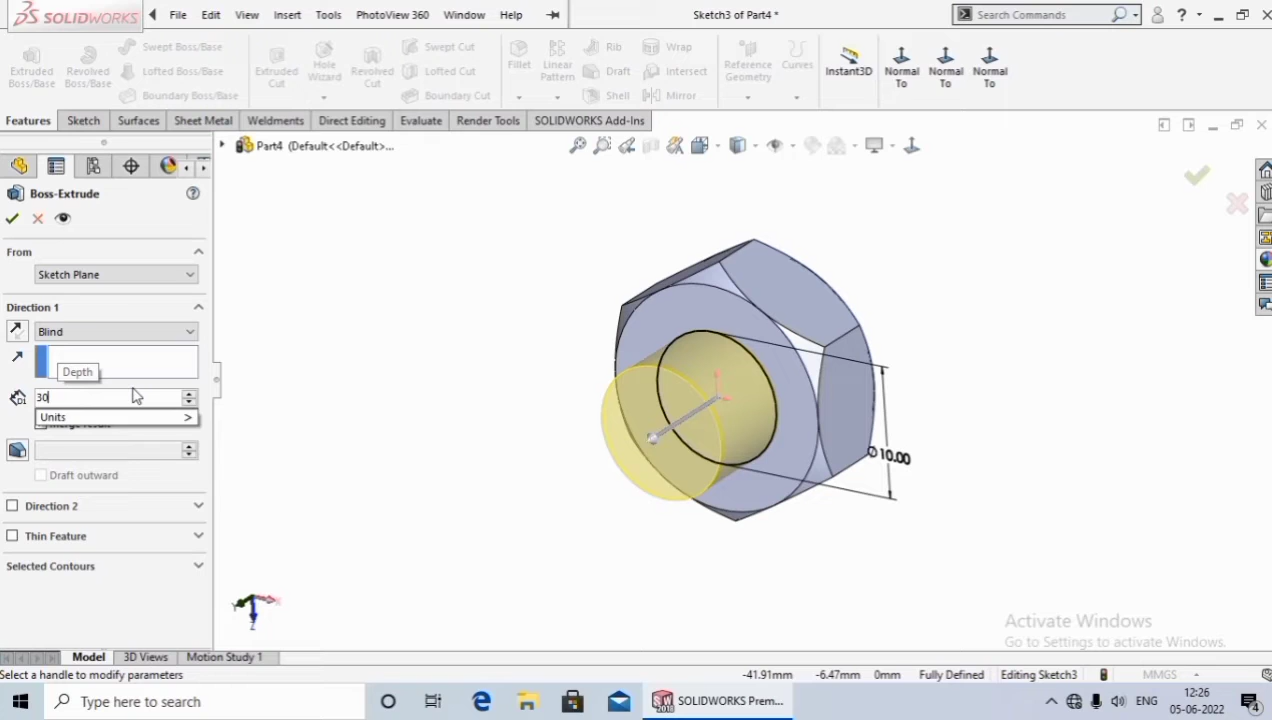 SOLIDWORKS
File Edit View Insert Tools PhotoView 360 Window Help
Sketch3 of Part4 *
Search Commands
?
Extruded Boss/Base
Revolved Boss/Base
Swept Boss/Base
Lofted Boss/Base
Boundary Boss/Base
Extruded Cut
Hole Wizard
Revolved Cut
Swept Cut
Lofted Cut
Boundary Cut
Fillet
Linear Pattern
Rib
Draft
Shell
Wrap
Intersect
Mirror
Reference Geometry
Curves
Instant3D
Normal To
Normal To
Normal To
Features Sketch Surfaces Sheet Metal Weldments Direct Editing Evaluate Render Tools SOLIDWORKS Add-Ins
Part4 (Default<<Default>...
Boss-Extrude
From
Sketch Plane
Direction 1
Blind
Depth
30
Units >
Merge result
Draft outward
Direction 2
Thin Feature
Selected Contours
Ø10.00
Y X
Z
Activate Windows
Go to Settings to activate Windows.
Model 3D Views Motion Study 1
Select a handle to modify parameters
-41.91mm -6.47mm 0mm Fully Defined Editing Sketch3 MMGS
Type here to search
SOLIDWORKS Prem...
ENG
12:26
05-06-2022
4